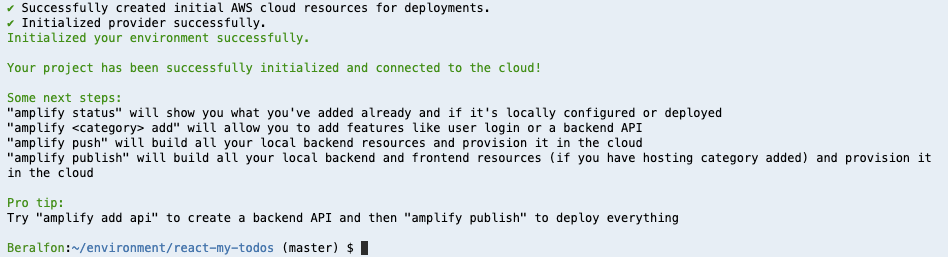 ✔ Successfully created initial AWS cloud resources for deployments.
✔ Initialized provider successfully.
Initialized your environment successfully.
Your project has been successfully initialized and connected to the cloud!
Some next steps:
"amplify status" will show you what you've added already and if it's locally configured or deployed
"amplify <category> add" will allow you to add features like user login or a backend API
"amplify push" will build all your local backend resources and provision it in the cloud
"amplify publish" will build all your local backend and frontend resources (if you have hosting category added) and provision it
in the cloud
Pro tip:
Try "amplify add api" to create a backend API and then "amplify publish" to deploy everything
Beralfon:~/environment/react-my-todos (master) $